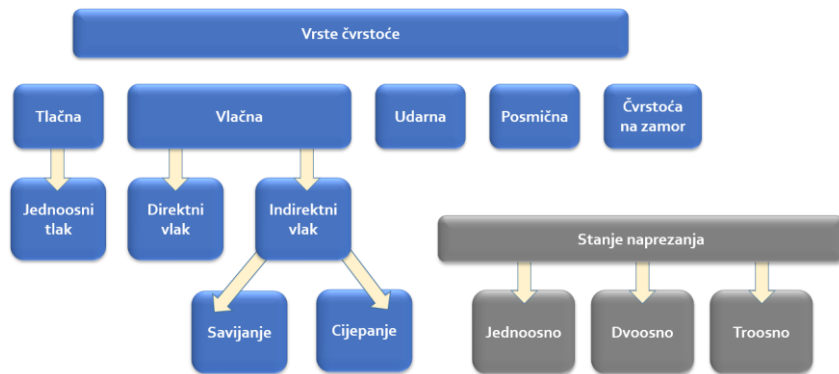 Vrste čvrstoće
Tlačna
Vlačna
Udarna
Posmična
Čvrstoća
na zamor
Jednoosni
tlak
Direktni
vlak
Indirektni
vlak
Stanje naprezanja
Savijanje
Cijepanje
Jednoosno
Dvoosno
Troosno